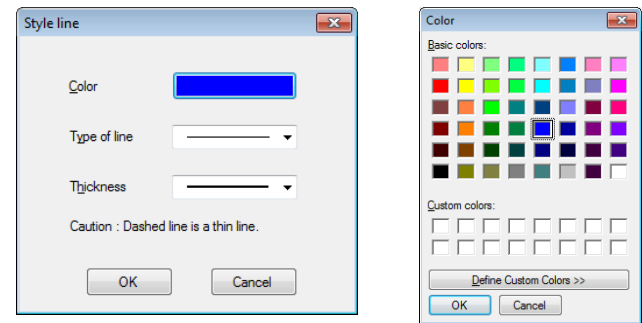 Style line
Color
Type of line
Thickness
Caution : Dashed line is a thin line.
OK
Cancel
Color
Basic colors:
Custom colors:
Define Custom Colors >>
OK
Cancel